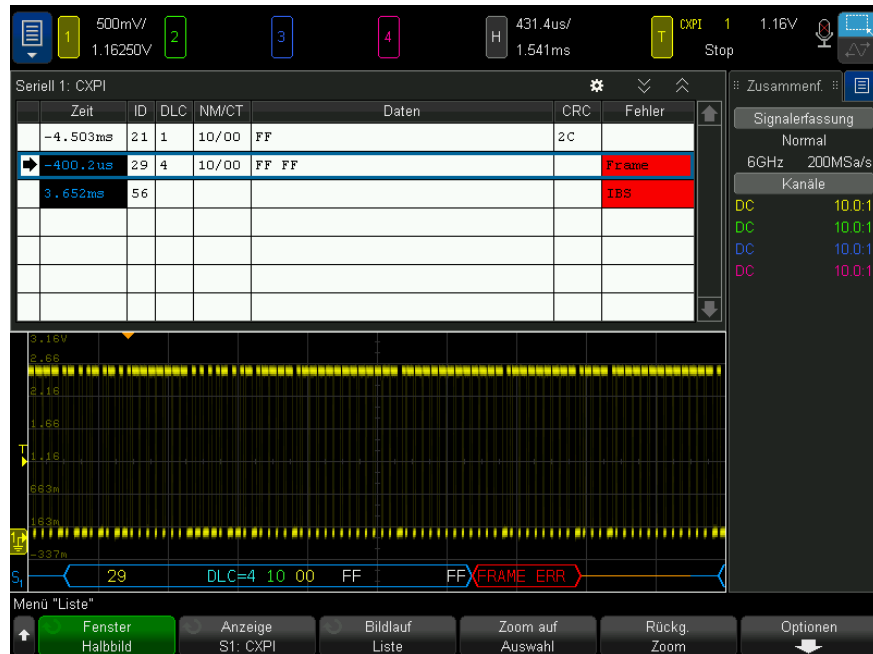 1 500mV/ 2 3 4 H 431.4us/ T CXPI 1 1.16V
1.16250V 1.541ms Stop
Seriell 1: CXPI
Zusammenf.
Zeit ID DLC NM/CT Daten CRC Fehler
-4.503ms 21 1 10/00 FF 2C
-400.2us 29 4 10/00 FF FF Frame
3.652ms 56 IBS
Signalerfassung
Normal
6GHz 200MSa/s
Kanäle
DC 10.0:1
DC 10.0:1
DC 10.0:1
DC 10.0:1
3.16V
2.66
2.16
1.66
T
1.16
663m
163m
1
-337m
S1 29 DLC=4 10 00 FF FF FRAME ERR
Menü "Liste"
Fenster Anzeige Bildlauf Zoom auf Rückg. Optionen
Halbbild S1: CXPI Liste Auswahl Zoom